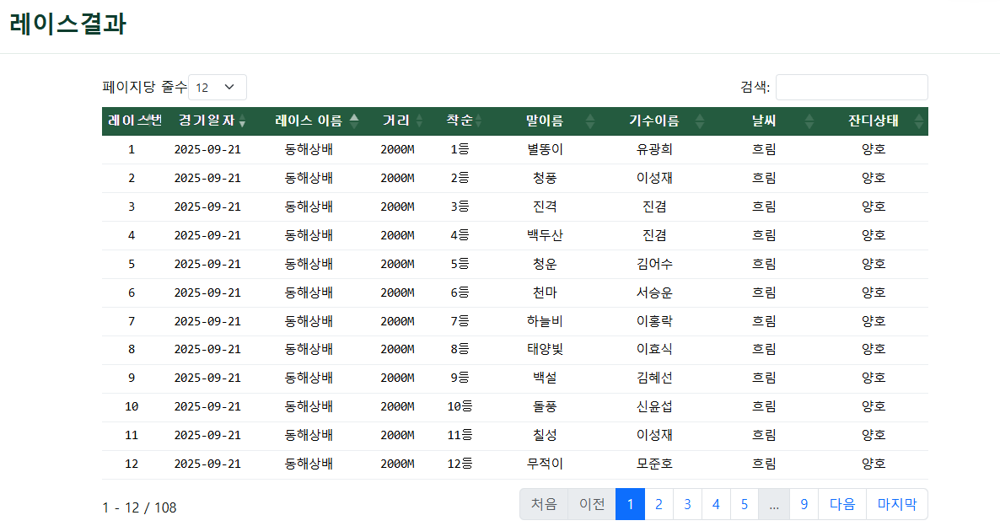 레이스결과
페이지당 줄수 12 검색:
레이스번 경기일자 레이스 이름 거리 착순 말이름 기수이름 날씨 잔디상태
1 2025-09-21 동해상배 2000M 1등 별똥이 유광희 흐림 양호
2 2025-09-21 동해상배 2000M 2등 청풍 이성재 흐림 양호
3 2025-09-21 동해상배 2000M 3등 진격 진겸 흐림 양호
4 2025-09-21 동해상배 2000M 4등 백두산 진겸 흐림 양호
5 2025-09-21 동해상배 2000M 5등 청운 김어수 흐림 양호
6 2025-09-21 동해상배 2000M 6등 천마 서승운 흐림 양호
7 2025-09-21 동해상배 2000M 7등 하늘비 이홍락 흐림 양호
8 2025-09-21 동해상배 2000M 8등 태양빛 이효식 흐림 양호
9 2025-09-21 동해상배 2000M 9등 백설 김혜선 흐림 양호
10 2025-09-21 동해상배 2000M 10등 돌풍 신윤섭 흐림 양호
11 2025-09-21 동해상배 2000M 11등 칠성 이성재 흐림 양호
12 2025-09-21 동해상배 2000M 12등 무적이 모준호 흐림 양호
1 - 12 / 108 처음 이전 1 2 3 4 5 … 9 다음 마지막